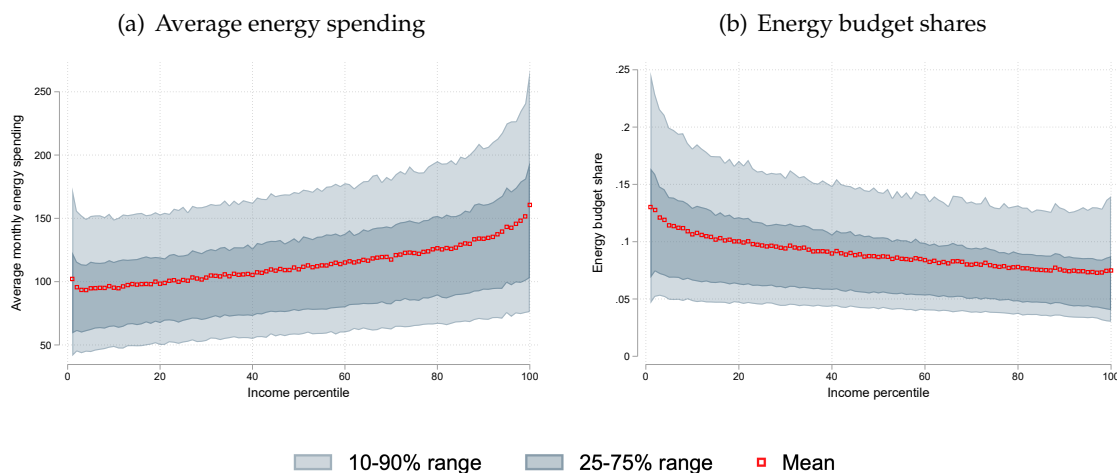 (a) Average energy spending
(b) Energy budget shares
Average monthly energy spending
250
200
150
100
50
0 20 40 60 80 100
Income percentile
Energy budget share
.25
.2
.15
.1
.05
0
0 20 40 60 80 100
Income percentile
10-90% range 25-75% range Mean